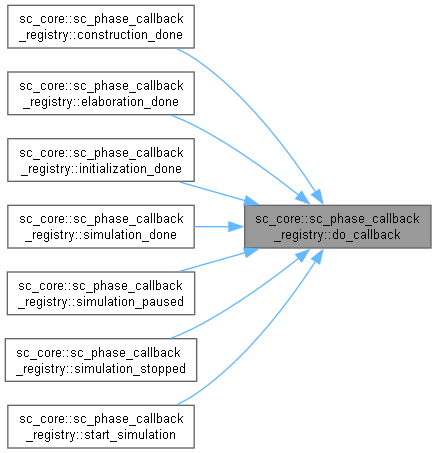 sc_core::sc_phase_callback
_registry::construction_done
sc_core::sc_phase_callback
_registry::elaboration_done
sc_core::sc_phase_callback
_registry::initialization_done
sc_core::sc_phase_callback
_registry::simulation_done
sc_core::sc_phase_callback
_registry::do_callback
sc_core::sc_phase_callback
_registry::simulation_paused
sc_core::sc_phase_callback
_registry::simulation_stopped
sc_core::sc_phase_callback
_registry::start_simulation